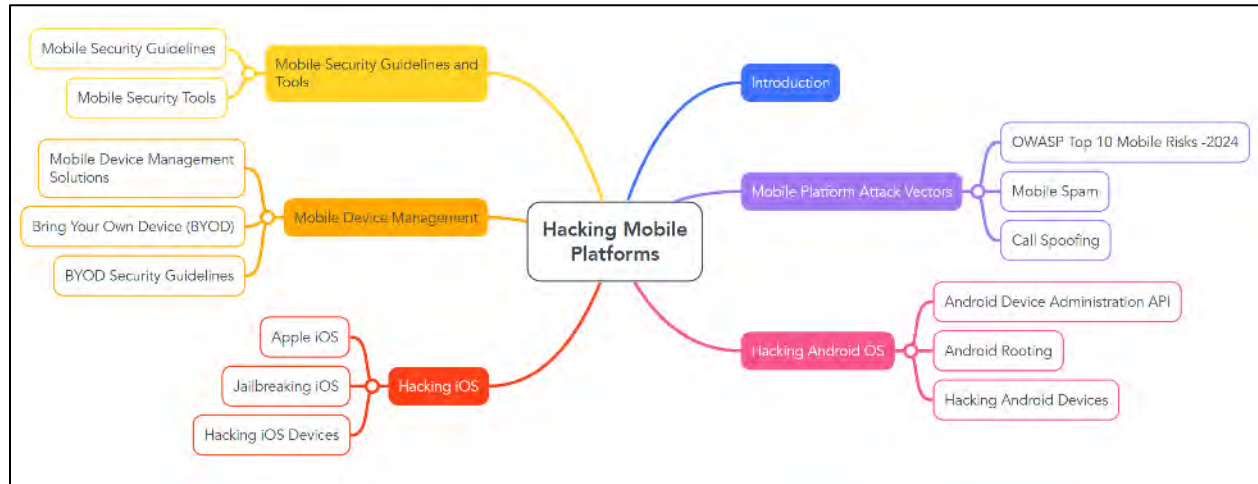 Hacking Mobile
Platforms
Introduction
Mobile Platform Attack Vectors
OWASP Top 10 Mobile Risks -2024
Mobile Spam
Call Spoofing
Hacking Android OS
Android Device Administration API
Android Rooting
Hacking Android Devices
Hacking iOS
Apple iOS
Jailbreaking iOS
Hacking iOS Devices
Mobile Device Management
Mobile Device Management
Solutions
Bring Your Own Device (BYOD)
BYOD Security Guidelines
Mobile Security Guidelines and
Tools
Mobile Security Guidelines
Mobile Security Tools